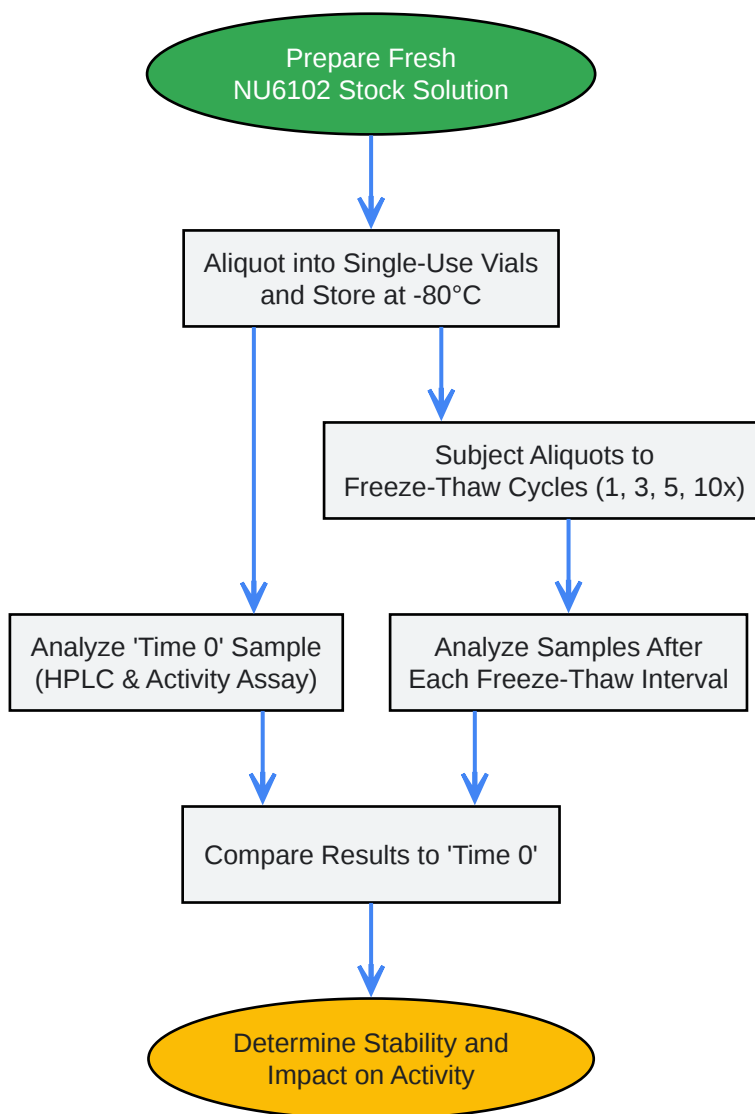 Prepare Fresh
NU6102 Stock Solution
Aliquot into Single-Use Vials
and Store at -80°C
Subject Aliquots to
Freeze-Thaw Cycles (1, 3, 5, 10x)
Analyze 'Time 0' Sample
(HPLC & Activity Assay)
Analyze Samples After
Each Freeze-Thaw Interval
Compare Results to 'Time 0'
Determine Stability and
Impact on Activity